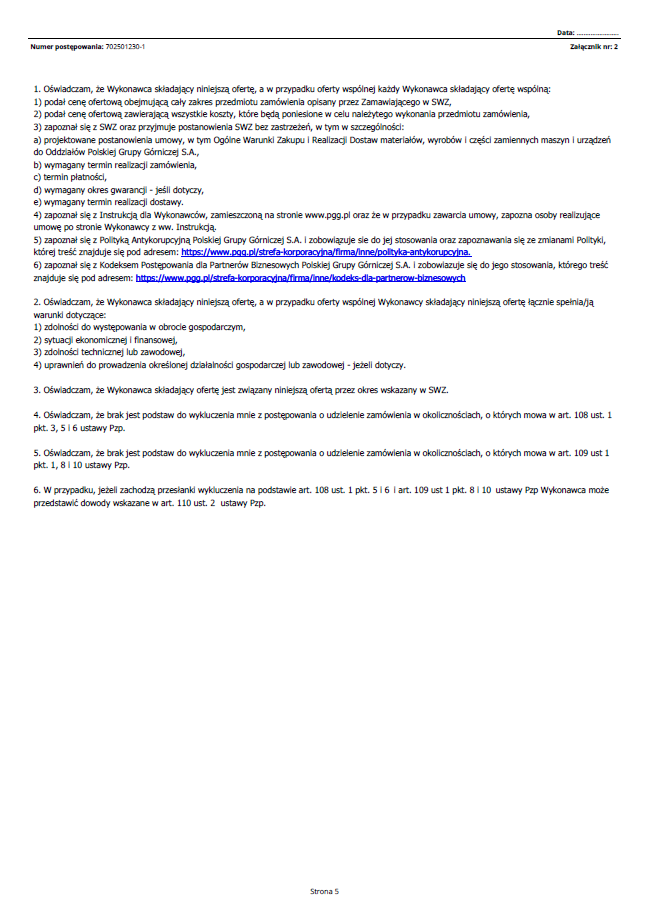 Data: ......................
Numer postępowania: 702501230-1 Załącznik nr: 2
1. Oświadczam, że Wykonawca składający niniejszą ofertę, a w przypadku oferty wspólnej każdy Wykonawca składający ofertę wspólną:
1) podał cenę ofertową obejmującą cały zakres przedmiotu zamówienia opisany przez Zamawiającego w SWZ,
2) podał cenę ofertową zawierającą wszystkie koszty, które będą poniesione w celu należytego wykonania przedmiotu zamówienia,
3) zapoznał się z SWZ oraz przyjmuje postanowienia SWZ bez zastrzeżeń, w tym w szczególności:
a) projektowane postanowienia umowy, w tym Ogólne Warunki Zakupu i Realizacji Dostaw materiałów, wyrobów i części zamiennych maszyn i urządzeń
do Oddziałów Polskiej Grupy Górniczej S.A.,
b) wymagany termin realizacji zamówienia,
c) termin płatności,
d) wymagany okres gwarancji - jeśli dotyczy,
e) wymagany termin realizacji dostawy.
4) zapoznał się z Instrukcją dla Wykonawców, zamieszczoną na stronie www.pgg.pl oraz że w przypadku zawarcia umowy, zapozna osoby realizujące
umowę po stronie Wykonawcy z ww. Instrukcją.
5) zapoznał się z Polityką Antykorupcyjną Polskiej Grupy Górniczej S.A. i zobowiązuje sie do jej stosowania oraz zapoznawania się ze zmianami Polityki,
której treść znajduje się pod adresem: https://www.pgg.pl/strefa-korporacyjna/firma/inne/polityka-antykorupcyjna.
6) zapoznał się z Kodeksem Postępowania dla Partnerów Biznesowych Polskiej Grupy Górniczej S.A. i zobowiązuje się do jego stosowania, którego treść
znajduje się pod adresem: https://www.pgg.pl/strefa-korporacyjna/firma/inne/kodeks-dla-partnerow-biznesowych
2. Oświadczam, że Wykonawca składający niniejszą ofertę, a w przypadku oferty wspólnej Wykonawcy składający niniejszą ofertę łącznie spełnia/ją
warunki dotyczące:
1) zdolności do występowania w obrocie gospodarczym,
2) sytuacji ekonomicznej i finansowej,
3) zdolności technicznej lub zawodowej,
4) uprawnień do prowadzenia określonej działalności gospodarczej lub zawodowej - jeżeli dotyczy.
3. Oświadczam, że Wykonawca składający ofertę jest związany niniejszą ofertą przez okres wskazany w SWZ.
4. Oświadczam, że brak jest podstaw do wykluczenia mnie z postępowania o udzielenie zamówienia w okolicznościach, o których mowa w art. 108 ust. 1
pkt. 3, 5 i 6 ustawy Pzp.
5. Oświadczam, że brak jest podstaw do wykluczenia mnie z postępowania o udzielenie zamówienia w okolicznościach, o których mowa w art. 109 ust 1
pkt. 1, 8 i 10 ustawy Pzp.
6. W przypadku, jeżeli zachodzą przesłanki wykluczenia na podstawie art. 108 ust. 1 pkt. 5 i 6 i art. 109 ust 1 pkt. 8 i 10 ustawy Pzp Wykonawca może
przedstawić dowody wskazane w art. 110 ust. 2 ustawy Pzp.
Strona 5